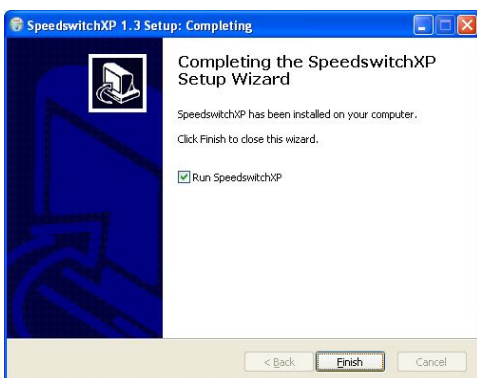 SpeedswitchXP 1.3 Setup: Completing
Completing the SpeedswitchXP
Setup Wizard
SpeedswitchXP has been installed on your computer.
Click Finish to close this wizard.
Run SpeedswitchXP
< Back
Finish
Cancel